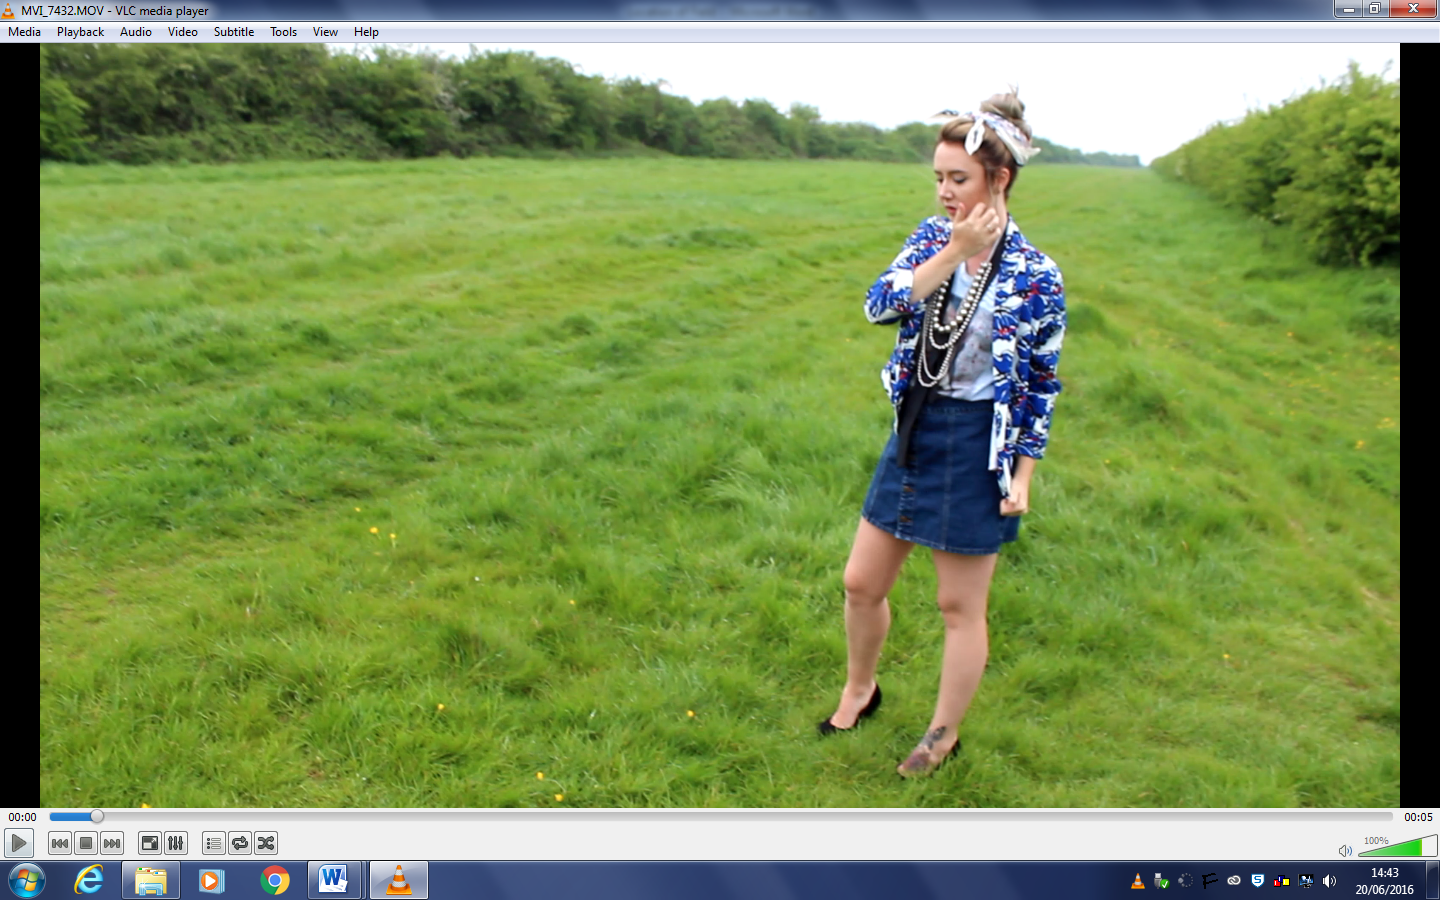 MVI_7432.MOV - VLC media player
Media Playback Audio Video Subtitle Tools View Help
00:00 00:05
100%
14:43
20/06/2016